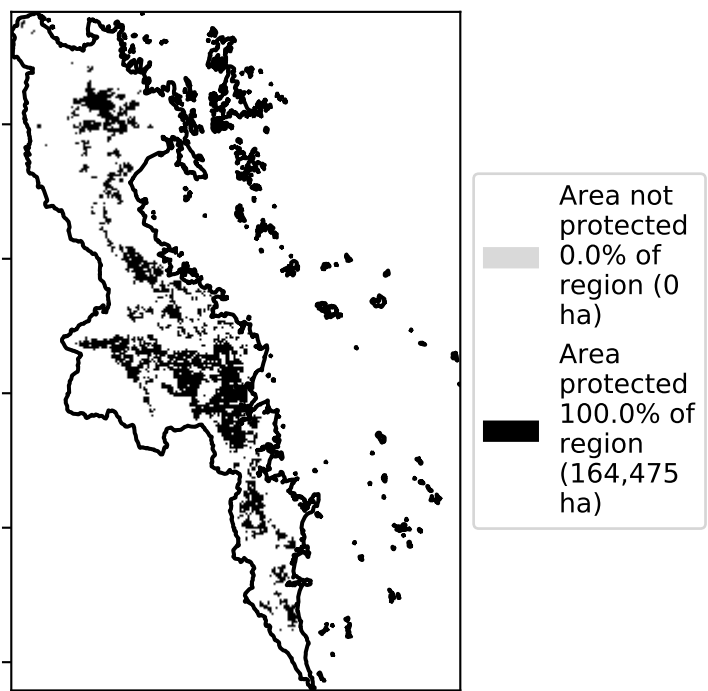 Area not
protected
0.0% of
region (0
ha)
Area
protected
100.0% of
region
(164,475
ha)